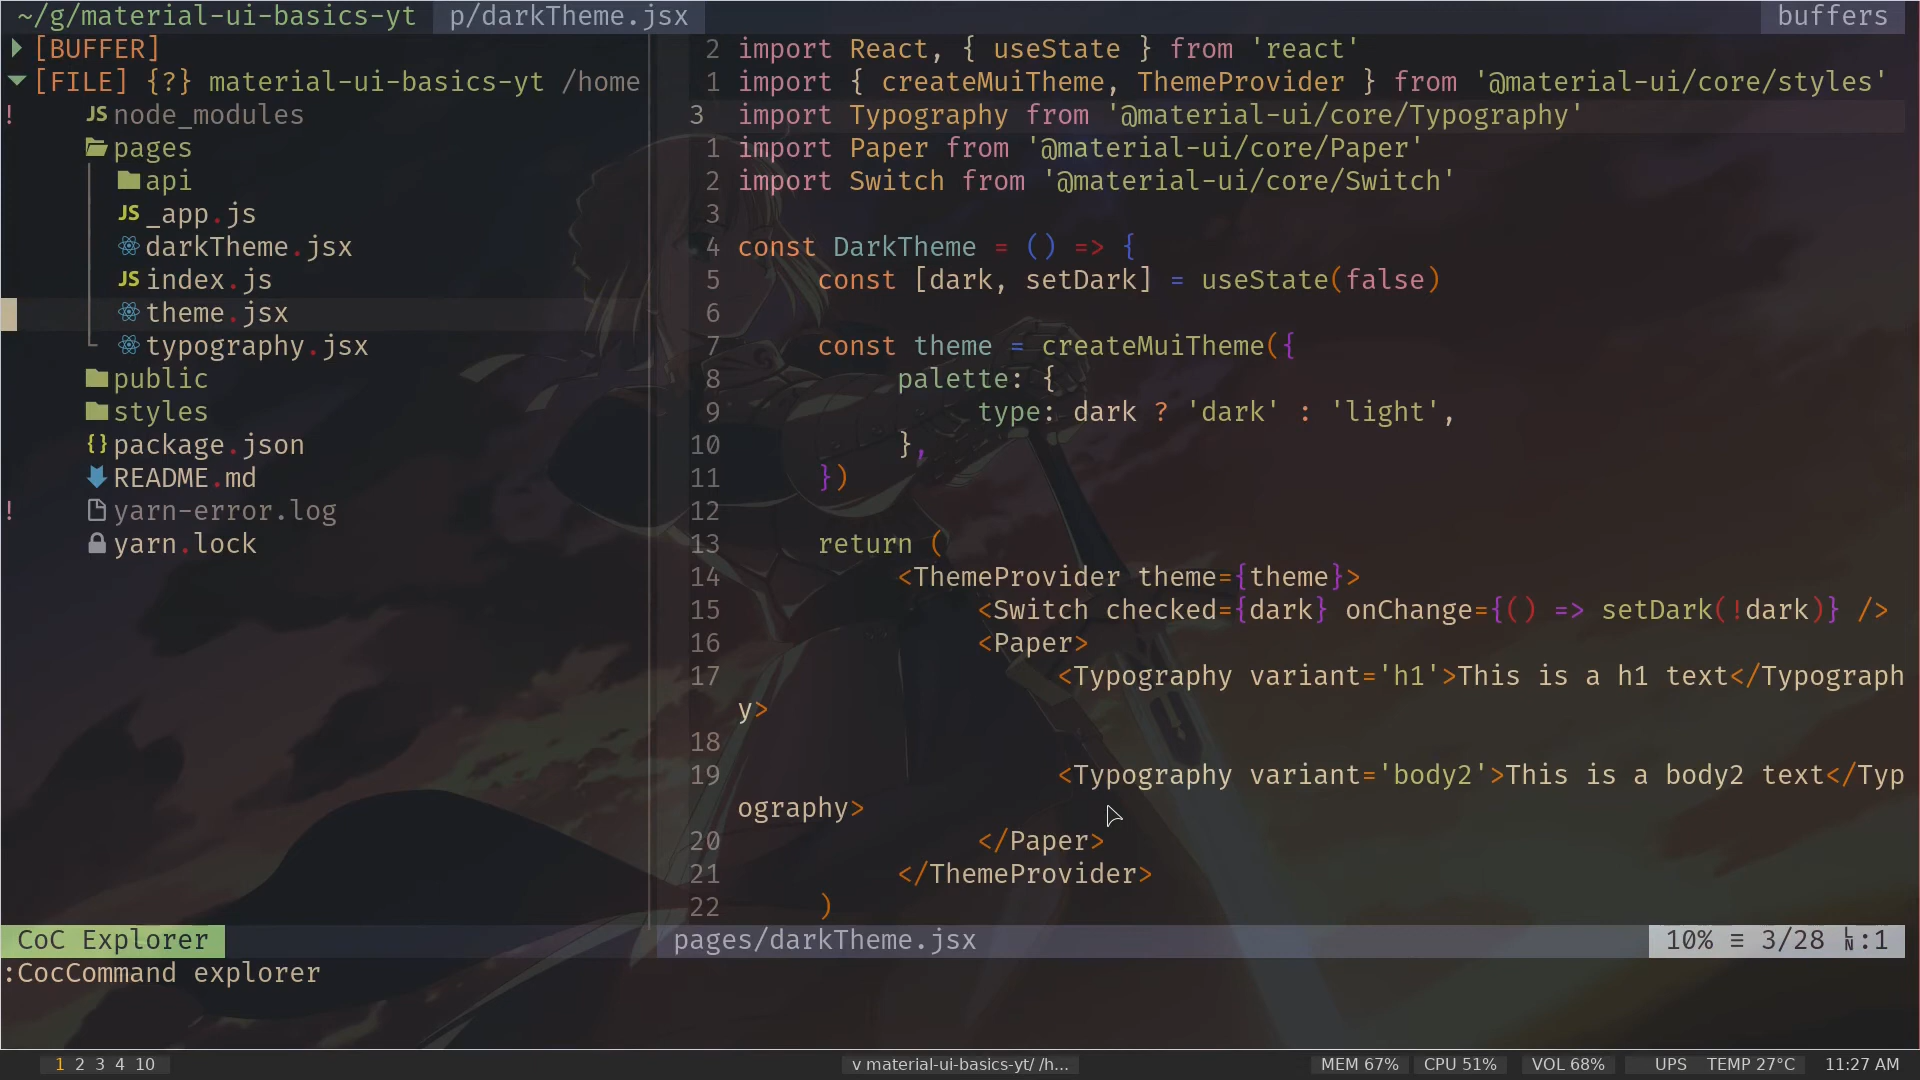 ~/g/material-ui-basics-yt p/darkTheme.jsx buffers
[BUFFER]
[FILE] {?} material-ui-basics-yt /home
! JS node_modules
pages
api
JS _app.js
darkTheme.jsx
JS index.js
theme.jsx
typography.jsx
public
styles
{} package.json
README.md
! yarn-error.log
yarn.lock
2 import React, { useState } from 'react'
1 import { createMuiTheme, ThemeProvider } from '@material-ui/core/styles'
3 import Typography from '@material-ui/core/Typography'
1 import Paper from '@material-ui/core/Paper'
2 import Switch from '@material-ui/core/Switch'
3
4 const DarkTheme = () => {
5 const [dark, setDark] = useState(false)
6
7 const theme = createMuiTheme({
8 palette: {
9 type: dark ? 'dark' : 'light',
10 },
11 })
12
13 return (
14 <ThemeProvider theme={theme}>
15 <Switch checked={dark} onChange={() => setDark(!dark)} />
16 <Paper>
17 <Typography variant='h1'>This is a h1 text</Typograph
y>
18
19 <Typography variant='body2'>This is a body2 text</Typ
ography>
20 </Paper>
21 </ThemeProvider>
22 )
CoC Explorer pages/darkTheme.jsx 10% ≡ 3/28 LN:1
:CocCommand explorer
1 2 3 4 10 v material-ui-basics-yt/ /h... MEM 67% CPU 51% VOL 68% UPS TEMP 27°C 11:27 AM